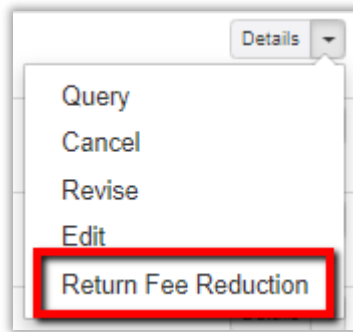 Details
Query
Cancel
Revise
Edit
Return Fee Reduction